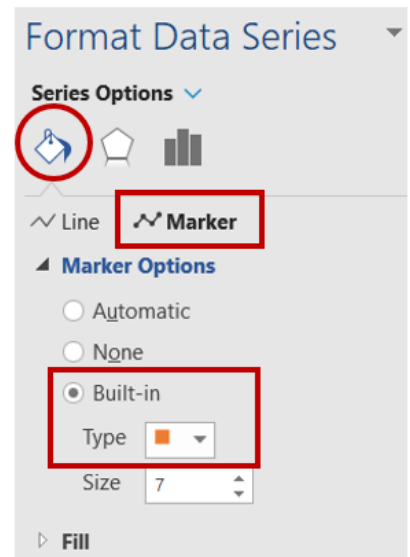 Format Data Series
Series Options
Line Marker
Marker Options
Automatic
None
Built-in
Type
Size 7
Fill